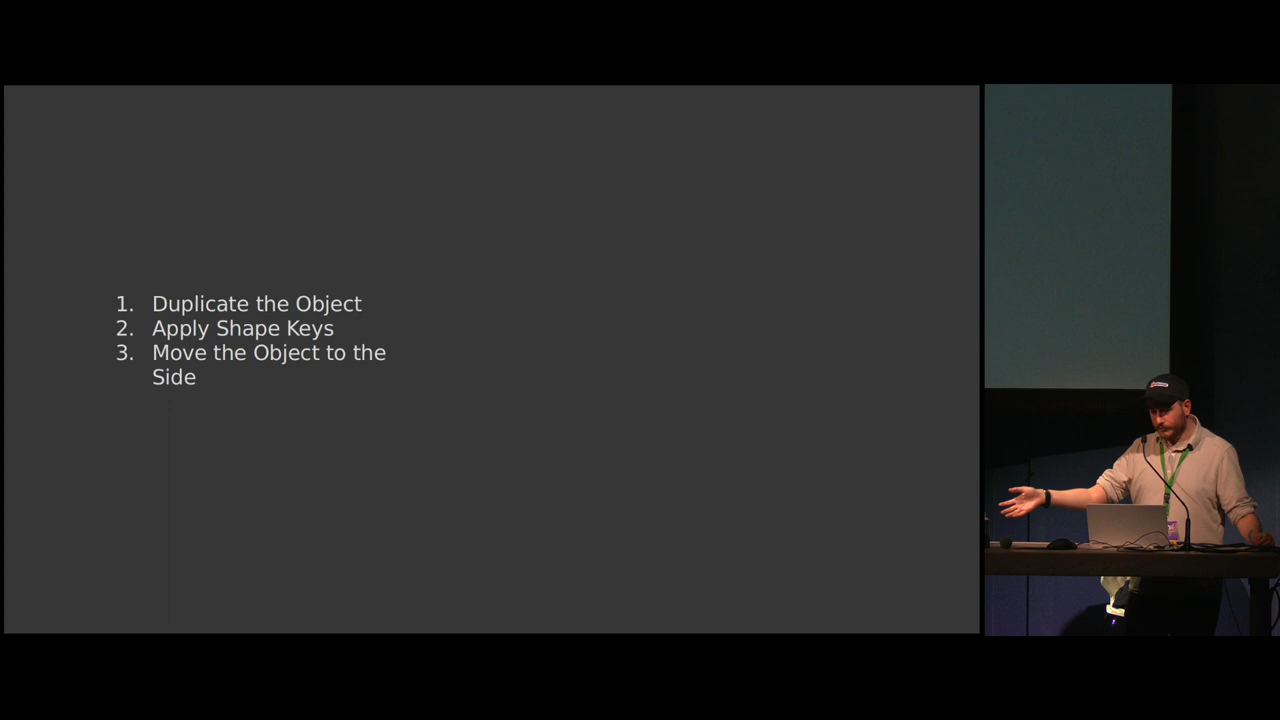 1. Duplicate the Object
2. Apply Shape Keys
3. Move the Object to the
Side